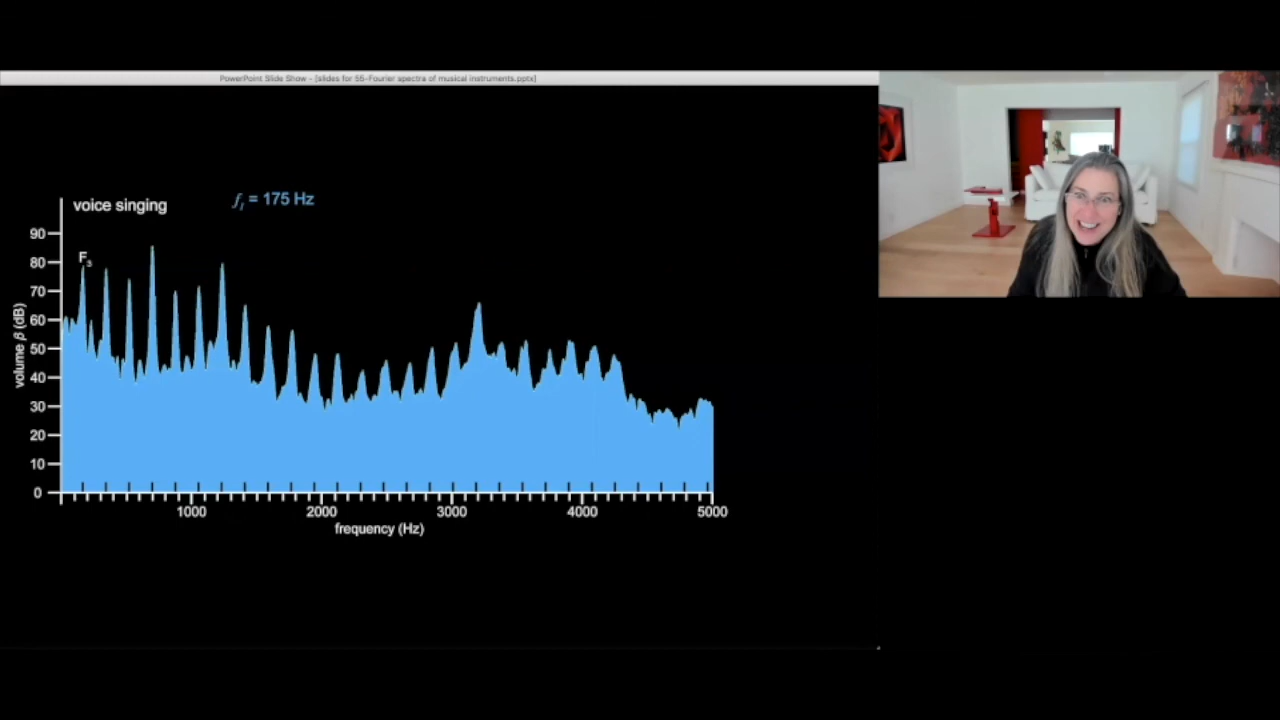 PowerPoint Slide Show - [slides for 55-Fourier spectra of musical instruments.pptx]
voice singing
f₁ = 175 Hz
F₃
volume β (dB)
90
80
70
60
50
40
30
20
10
0
1000 2000 3000 4000 5000
frequency (Hz)